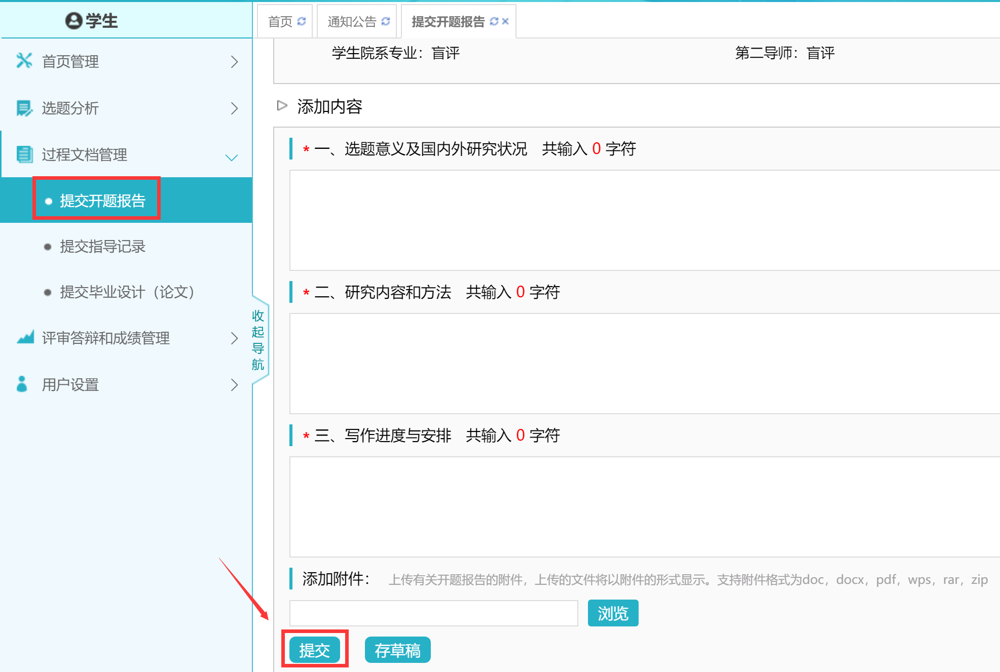 学生
首页
通知公告
提交开题报告
首页管理
选题分析
过程文档管理
提交开题报告
提交指导记录
提交毕业设计（论文）
评审答辩和成绩管理
用户设置
收起导航
学生院系专业：盲评
第二导师：盲评
添加内容
* 一、选题意义及国内外研究状况 共输入 0 字符
* 二、研究内容和方法 共输入 0 字符
* 三、写作进度与安排 共输入 0 字符
添加附件： 上传有关开题报告的附件，上传的文件将以附件的形式显示。支持附件格式为doc，docx，pdf，wps，rar，zip
浏览
提交
存草稿